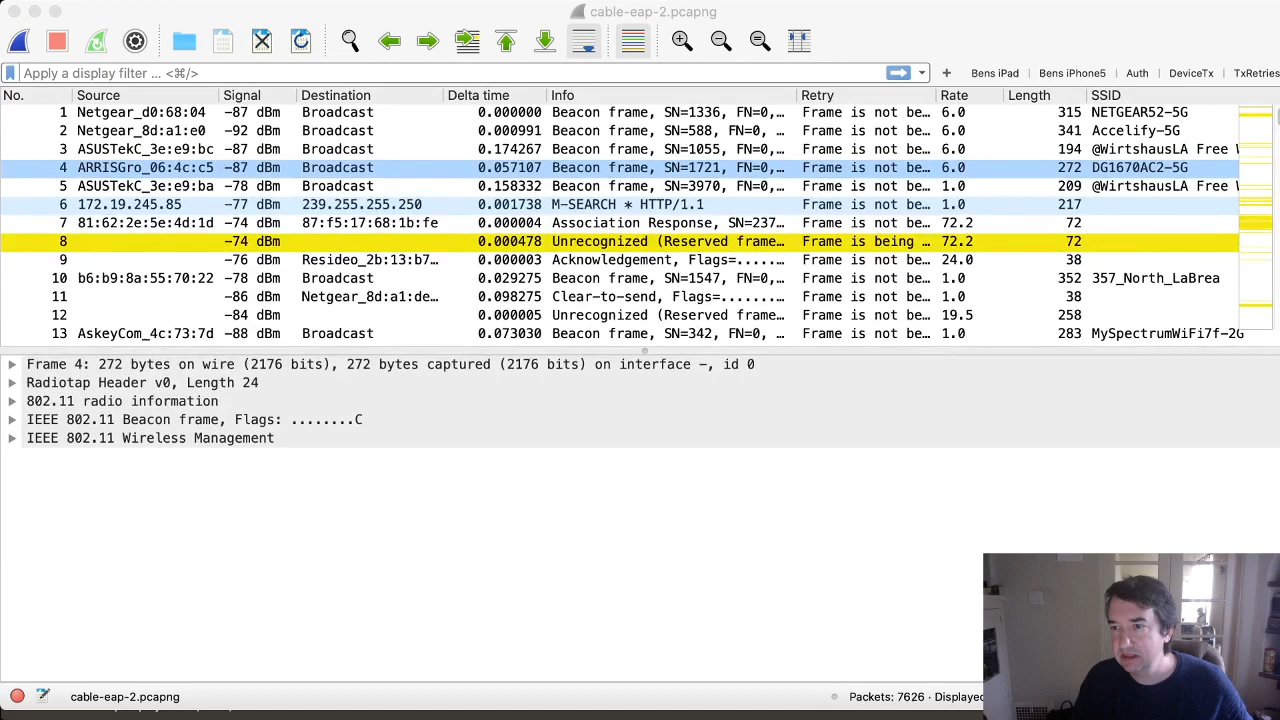 cable-eap-2.pcapng
Apply a display filter ... <⌘/>
+ Bens iPad Bens iPhone5 Auth DeviceTx TxRetries
No. Source Signal Destination Delta time Info Retry Rate Length SSID
1 Netgear_d0:68:04 -87 dBm Broadcast 0.000000 Beacon frame, SN=1336, FN=0,… Frame is not be… 6.0 315 NETGEAR52-5G
2 Netgear_8d:a1:e0 -92 dBm Broadcast 0.000991 Beacon frame, SN=588, FN=0,… Frame is not be… 6.0 341 Accelify-5G
3 ASUSTekC_3e:e9:bc -87 dBm Broadcast 0.174267 Beacon frame, SN=1055, FN=0,… Frame is not be… 6.0 194 @WirtshausLA Free W
4 ARRISGro_06:4c:c5 -87 dBm Broadcast 0.057107 Beacon frame, SN=1721, FN=0,… Frame is not be… 6.0 272 DG1670AC2-5G
5 ASUSTekC_3e:e9:ba -78 dBm Broadcast 0.158332 Beacon frame, SN=3970, FN=0,… Frame is not be… 1.0 209 @WirtshausLA Free W
6 172.19.245.85 -77 dBm 239.255.255.250 0.001738 M-SEARCH * HTTP/1.1 Frame is not be… 1.0 217
7 81:62:2e:5e:4d:1d -74 dBm 87:f5:17:68:1b:fe 0.000004 Association Response, SN=237… Frame is not be… 72.2 72
8 -74 dBm 0.000478 Unrecognized (Reserved frame… Frame is being … 72.2 72
9 -76 dBm Resideo_2b:13:b7… 0.000003 Acknowledgement, Flags=...…… Frame is not be… 24.0 38
10 b6:b9:8a:55:70:22 -78 dBm Broadcast 0.029275 Beacon frame, SN=1547, FN=0,… Frame is not be… 1.0 352 357_North_LaBrea
11 -86 dBm Netgear_8d:a1:de… 0.098275 Clear-to-send, Flags=........… Frame is not be… 1.0 38
12 -84 dBm 0.000005 Unrecognized (Reserved frame… Frame is not be… 19.5 258
13 AskeyCom_4c:73:7d -88 dBm Broadcast 0.073030 Beacon frame, SN=342, FN=0, … Frame is not be… 1.0 283 MySpectrumWiFi7f-2G
Frame 4: 272 bytes on wire (2176 bits), 272 bytes captured (2176 bits) on interface -, id 0
Radiotap Header v0, Length 24
802.11 radio information
IEEE 802.11 Beacon frame, Flags: ........C
IEEE 802.11 Wireless Management
cable-eap-2.pcapng
Packets: 7626 · Displayed